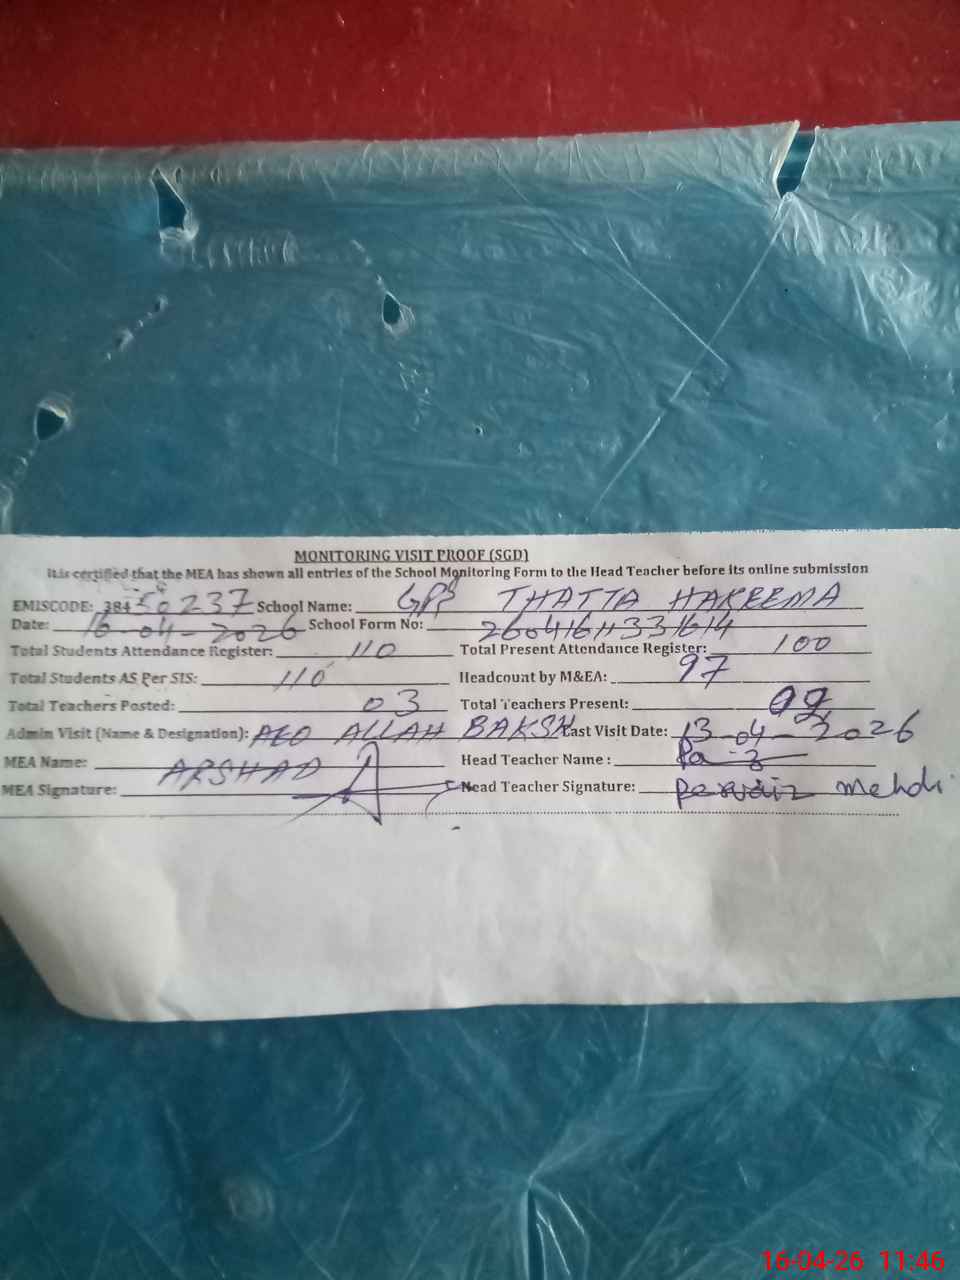 MONITORING VISIT PROOF (SGD)
It is certified that the MEA has shown all entries of the School Monitoring Form to the Head Teacher before its online submission
EMISCODE: 38450237 School Name: GPS THATTA HAKEEMA
Date: 16-04-2026 School Form No: 26041611331614
Total Students Attendance Register: 110 Total Present Attendance Register: 100
Total Students AS Per SIS: 110 Headcount by M&EA: 97
Total Teachers Posted: 03 Total Teachers Present:
Admin Visit (Name & Designation): AEO ALLAH BAKSH Last Visit Date: 13-04-2026
MEA Name: ARSHAD Head Teacher Name :
MEA Signature: Head Teacher Signature: Pervaiz Mehdi
16-04-26 11:46